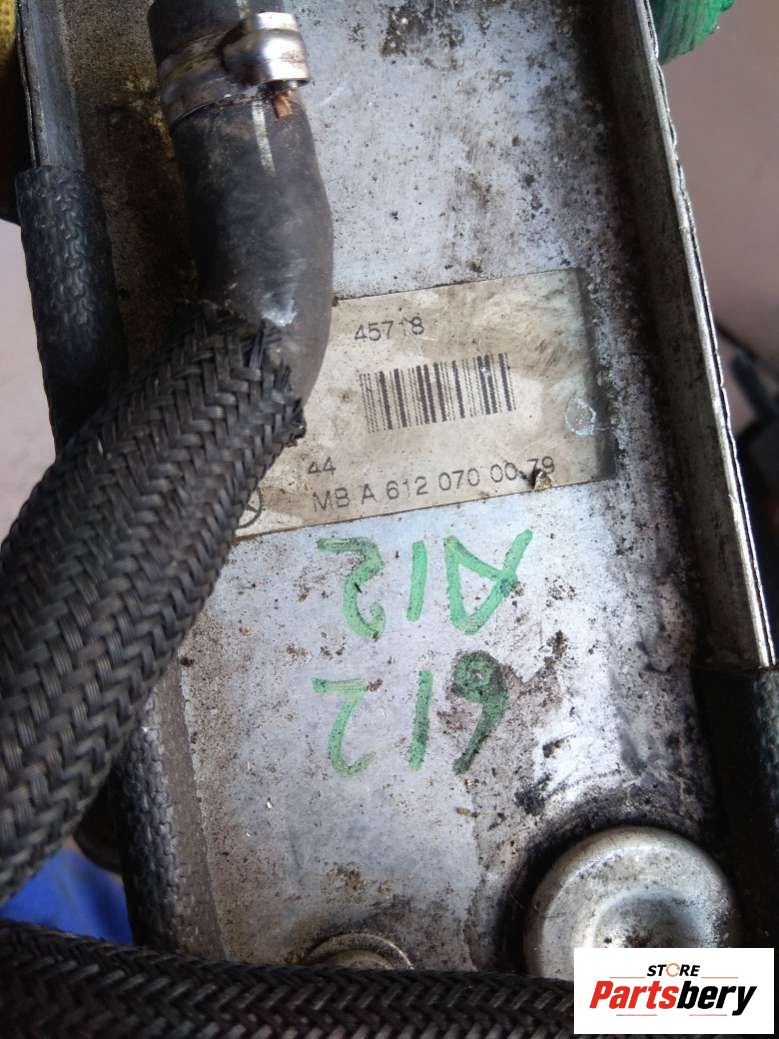 45718
44
MB A 612 070 00 79
A12
612
STORE
Partsbery